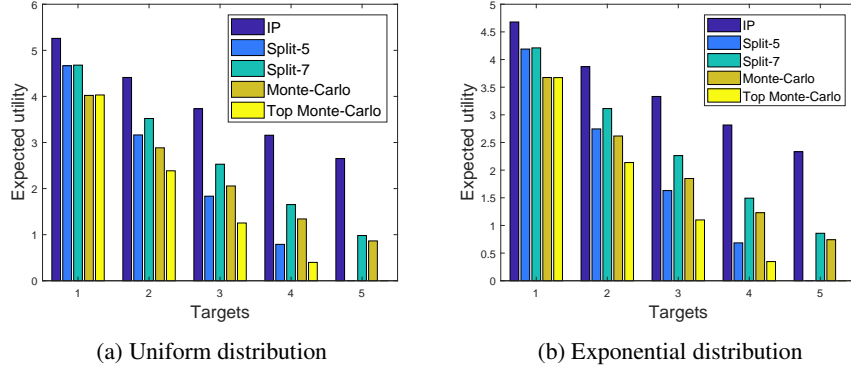 Expected utility
6
5
4
3
2
1
0
IP
Split-5
Split-7
Monte-Carlo
Top Monte-Carlo
1 2 3 4 5
Targets
(a) Uniform distribution
Expected utility
5
4.5
4
3.5
3
2.5
2
1.5
1
0.5
0
IP
Split-5
Split-7
Monte-Carlo
Top Monte-Carlo
1 2 3 4 5
Targets
(b) Exponential distribution